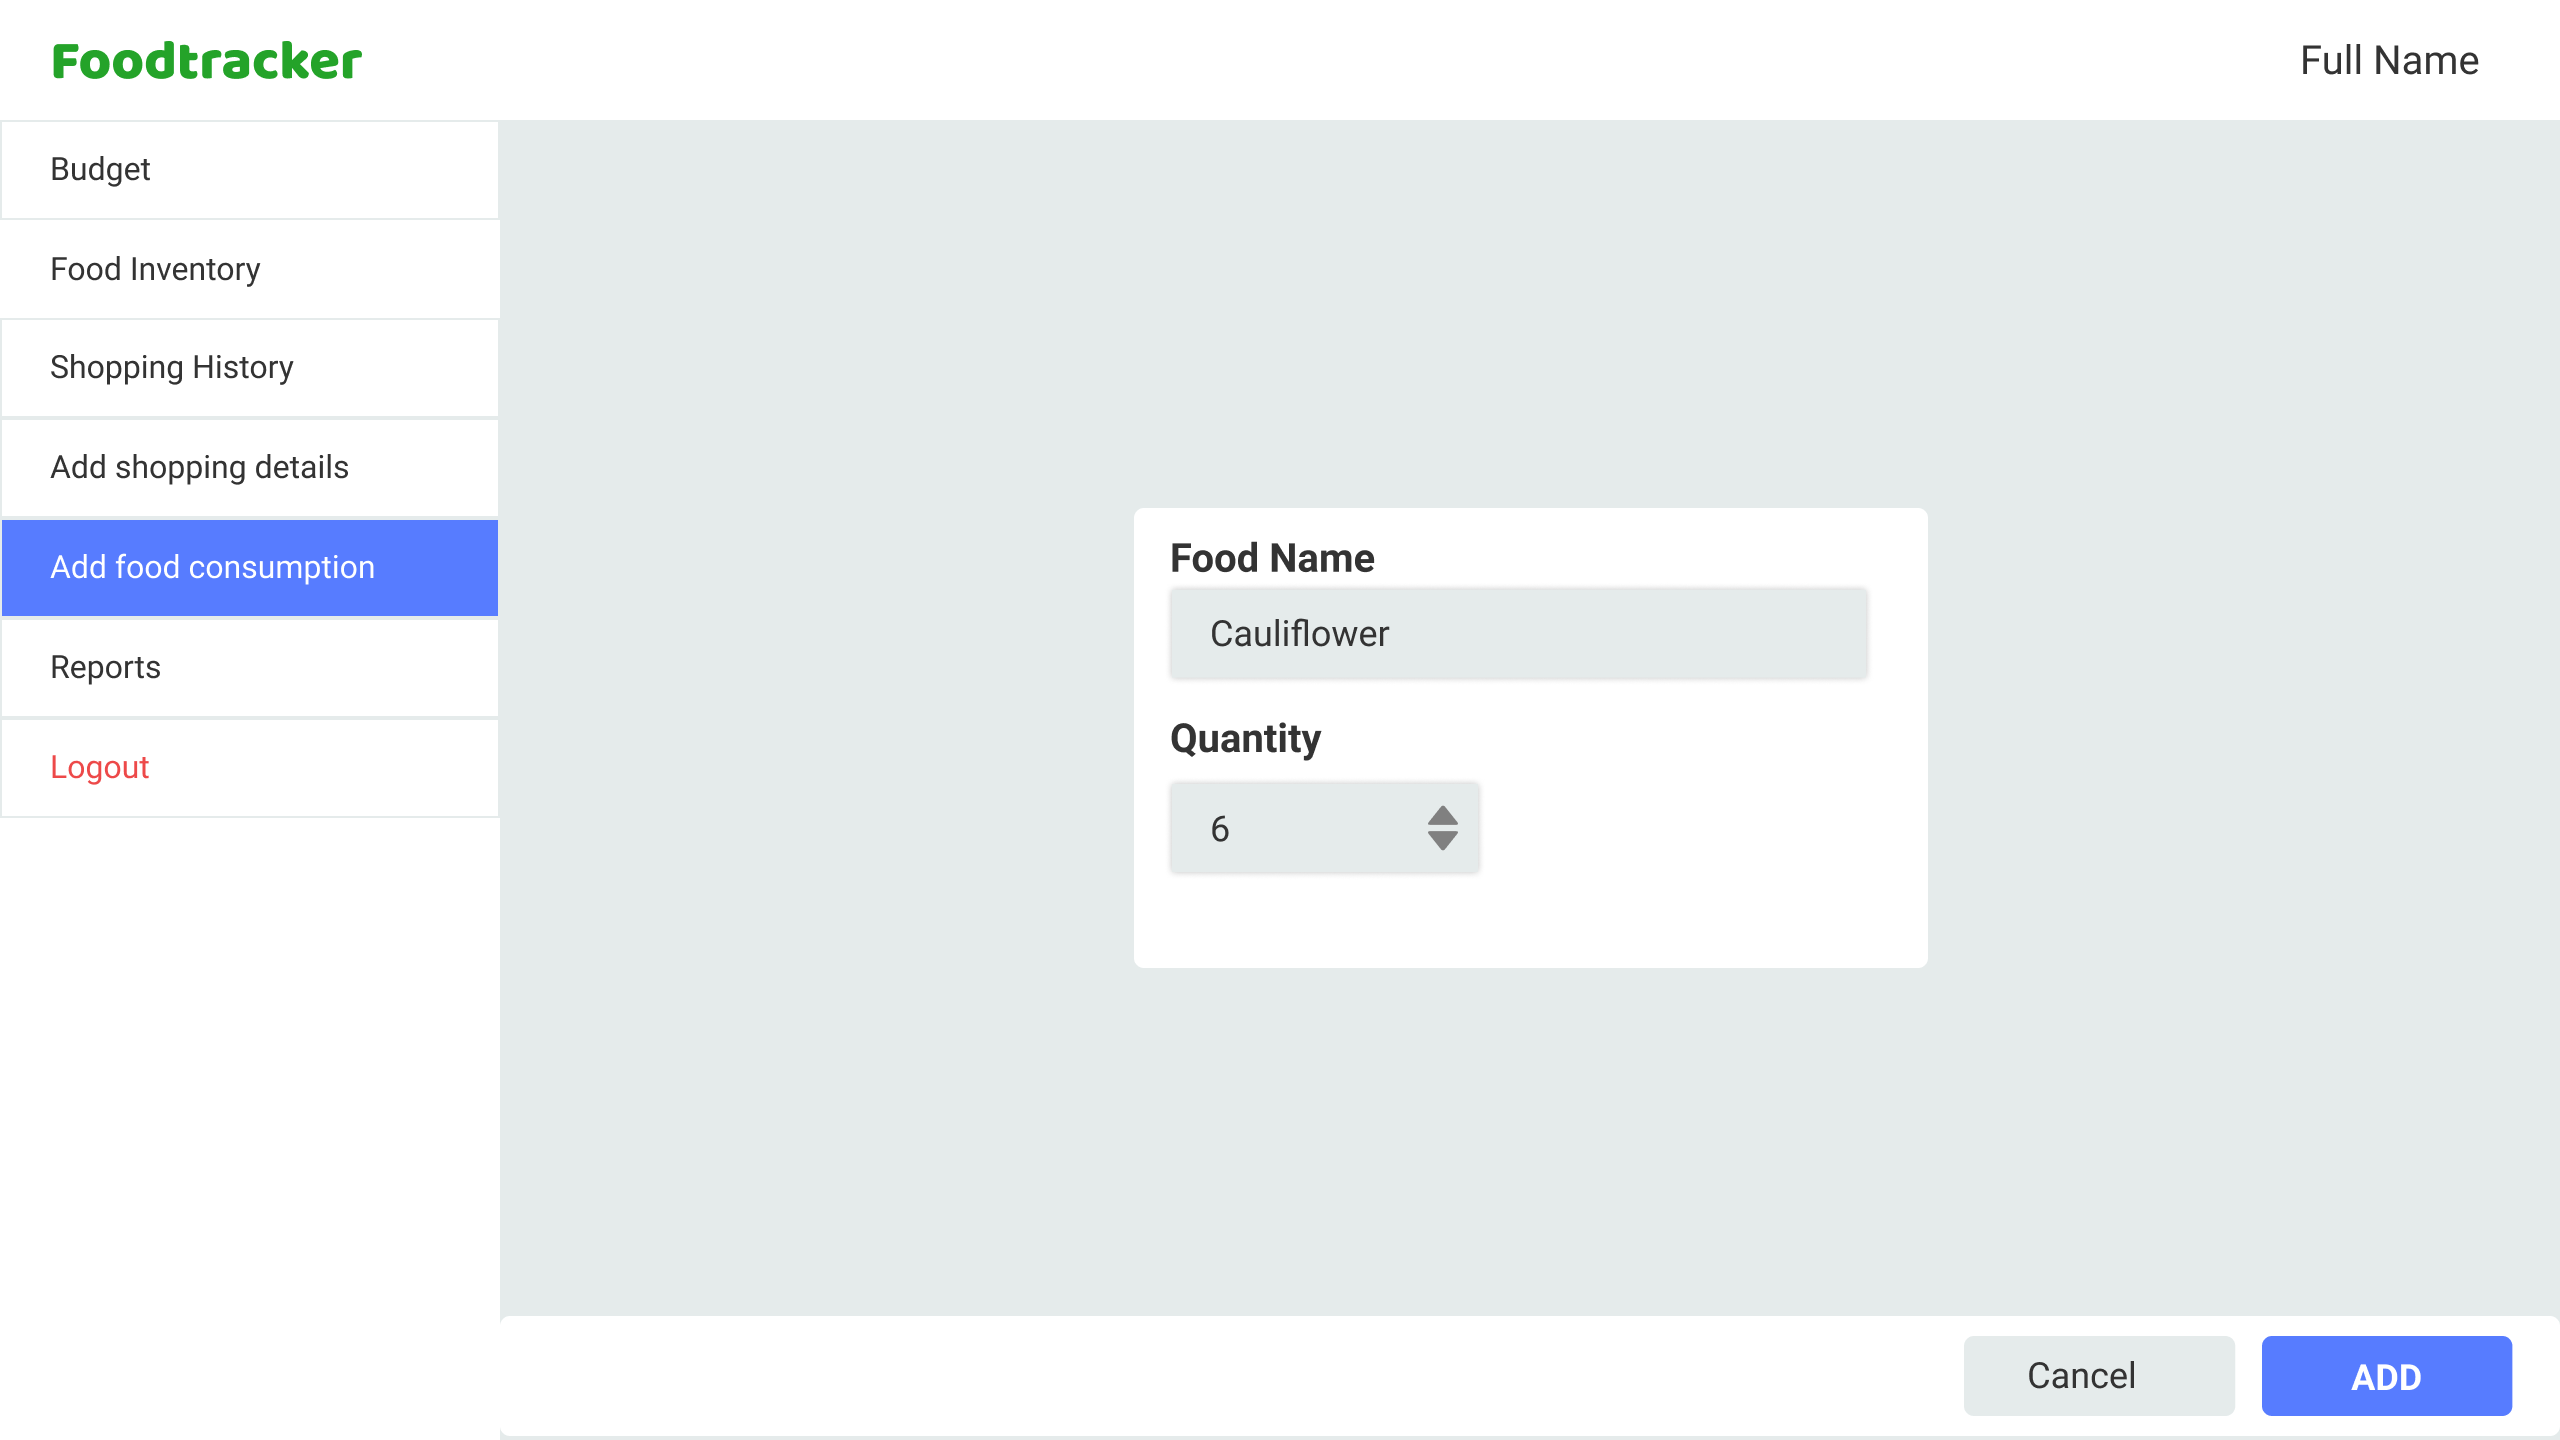 Foodtracker
Full Name
Budget
Food Inventory
Shopping History
Add shopping details
Add food consumption
Reports
Logout
Food Name
Cauliflower
Quantity
6
Cancel
ADD